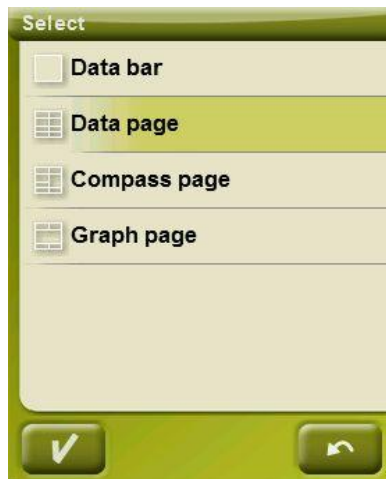 Select
Data bar
Data page
Compass page
Graph page